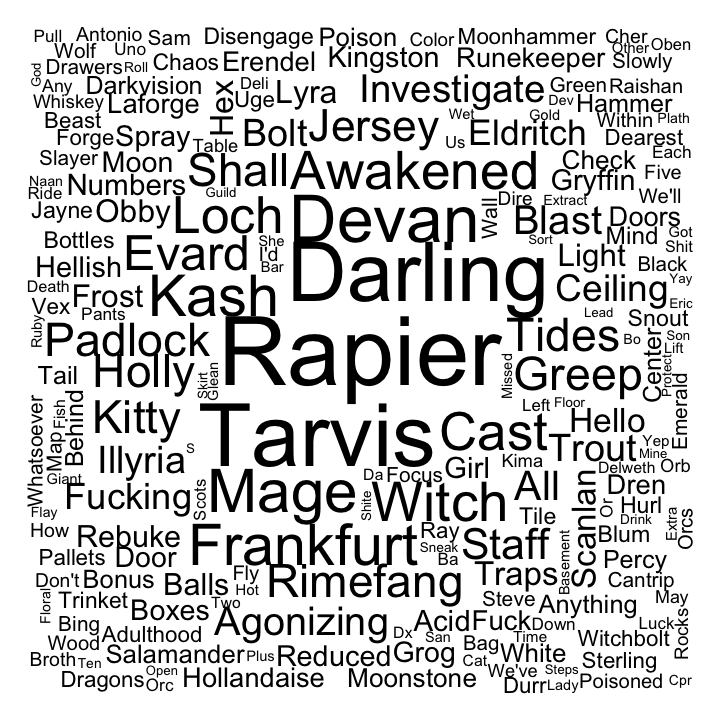 Pull Antonio Sam Disengage Poison Color Moonhammer Cher Other Oben
Wolf Uno Kingston Runekeeper Slowly
God Drawers Roll Chaos Erendel
Any Darkyision Hex Deli Lyra Investigate Green Raishan
Whiskey Laforge Uge Dev Hammer
Beast Wet Gold Within Plath
Forge Spray Table Bolt Jersey Us Eldritch Dearest
Slayer Moon Shall Awakened Check Each
Naan Numbers Gryffin Five
Ride Guild We'll
Jayne Obby Loch Devan Wall Dire Extract Blast Doors
Bottles Evard She Sort Light Mind Got
I'd Shit
Hellish Bar Darling Black
Death Frost Kash Ceiling Yay
Vex Pants Lead Eric
Ruby Padlock Rapier Tides Bo Snout
Son
Tail Holly Skirt Glean Missed Greep Center Protect Lift
Whatsoever Map Fish Behind Kitty Tarvis Cast Left Floor Hello Emerald
Illyria S Trout Yep
Mine
Giant Fucking Scots Mage Da Focus Girl Kima All Scanlan Delweth Orb
Shite Witch Dren
Flay Or Hurl Extra Orcs
How Rebuke Frankfurt Ray Tile Drink
Sneak Staff Basement Blum
Pallets Door Ba Percy
Don't Bonus Balls Fly Rimefang Traps Cantrip
Floral Trinket Hot Steve May
Boxes Two Agonizing Acid Fuck Anything Luck
Bing Adulthood Dx San Down Rocks
Wood Time Witchbolt
Broth Ten Salamander Plus Reduced Grog Bag White Sterling
Cat We've Steps
Dragons Open Hollandaise Moonstone Durr Lady Poisoned Cpr
Orc